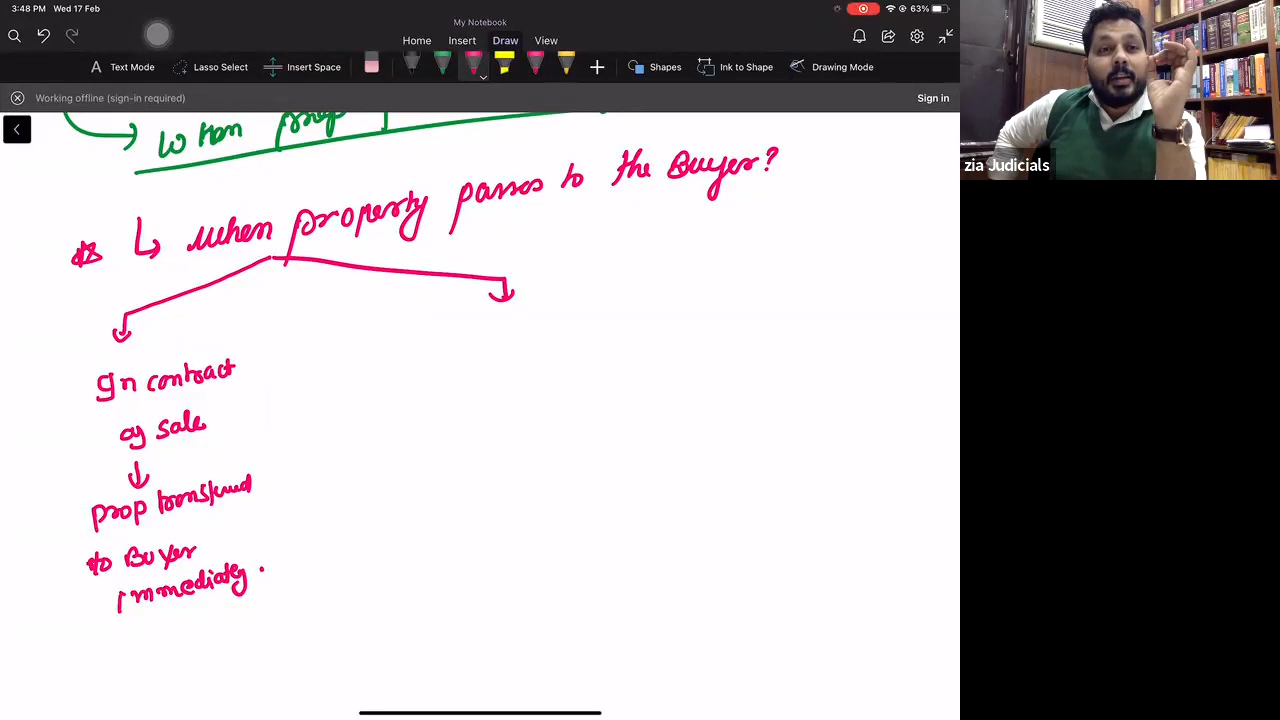 3:48 PM Wed 17 Feb
63%
My Notebook
Home Insert Draw View
Text Mode Lasso Select Insert Space Shapes Ink to Shape Drawing Mode
Working offline (sign-in required) Sign in
zia Judicials
when prop
when property passes to the Buyer?
In contract
of sale
prop transferred
to Buyer
immediately.